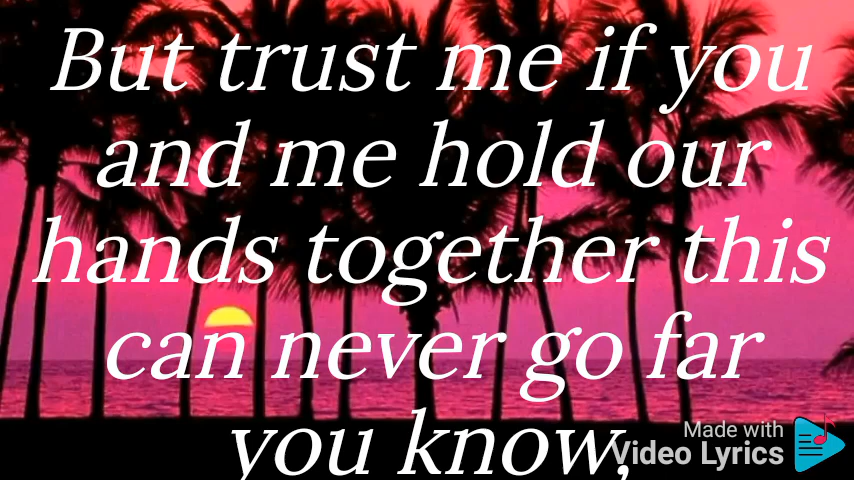 But trust me if you
and me hold our
hands together this
can never go far
you know,
Made with
Video Lyrics